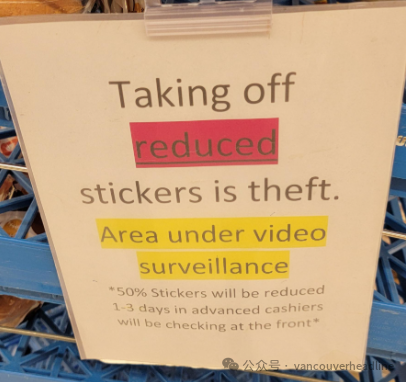 Taking off
reduced
stickers is theft.
Area under video
surveillance
*50% Stickers will be reduced
1-3 days in advanced cashiers
will be checking at the front*
公众号 · vancouverheadline